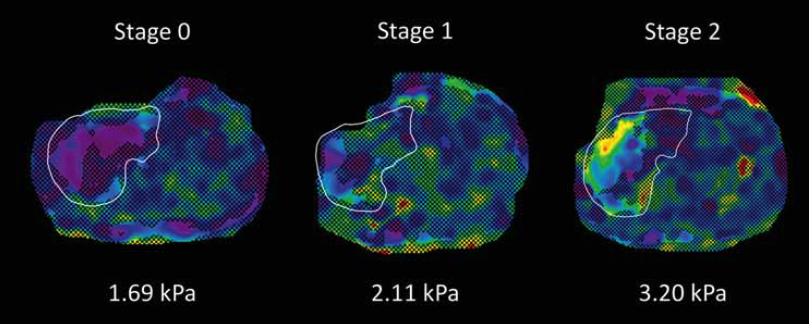 Stage 0
Stage 1
Stage 2
1.69 kPa
2.11 kPa
3.20 kPa